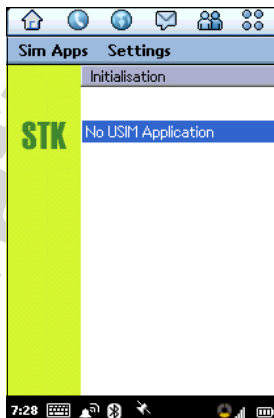 Sim Apps Settings
Initialisation
STK
No USIM Application
7:28